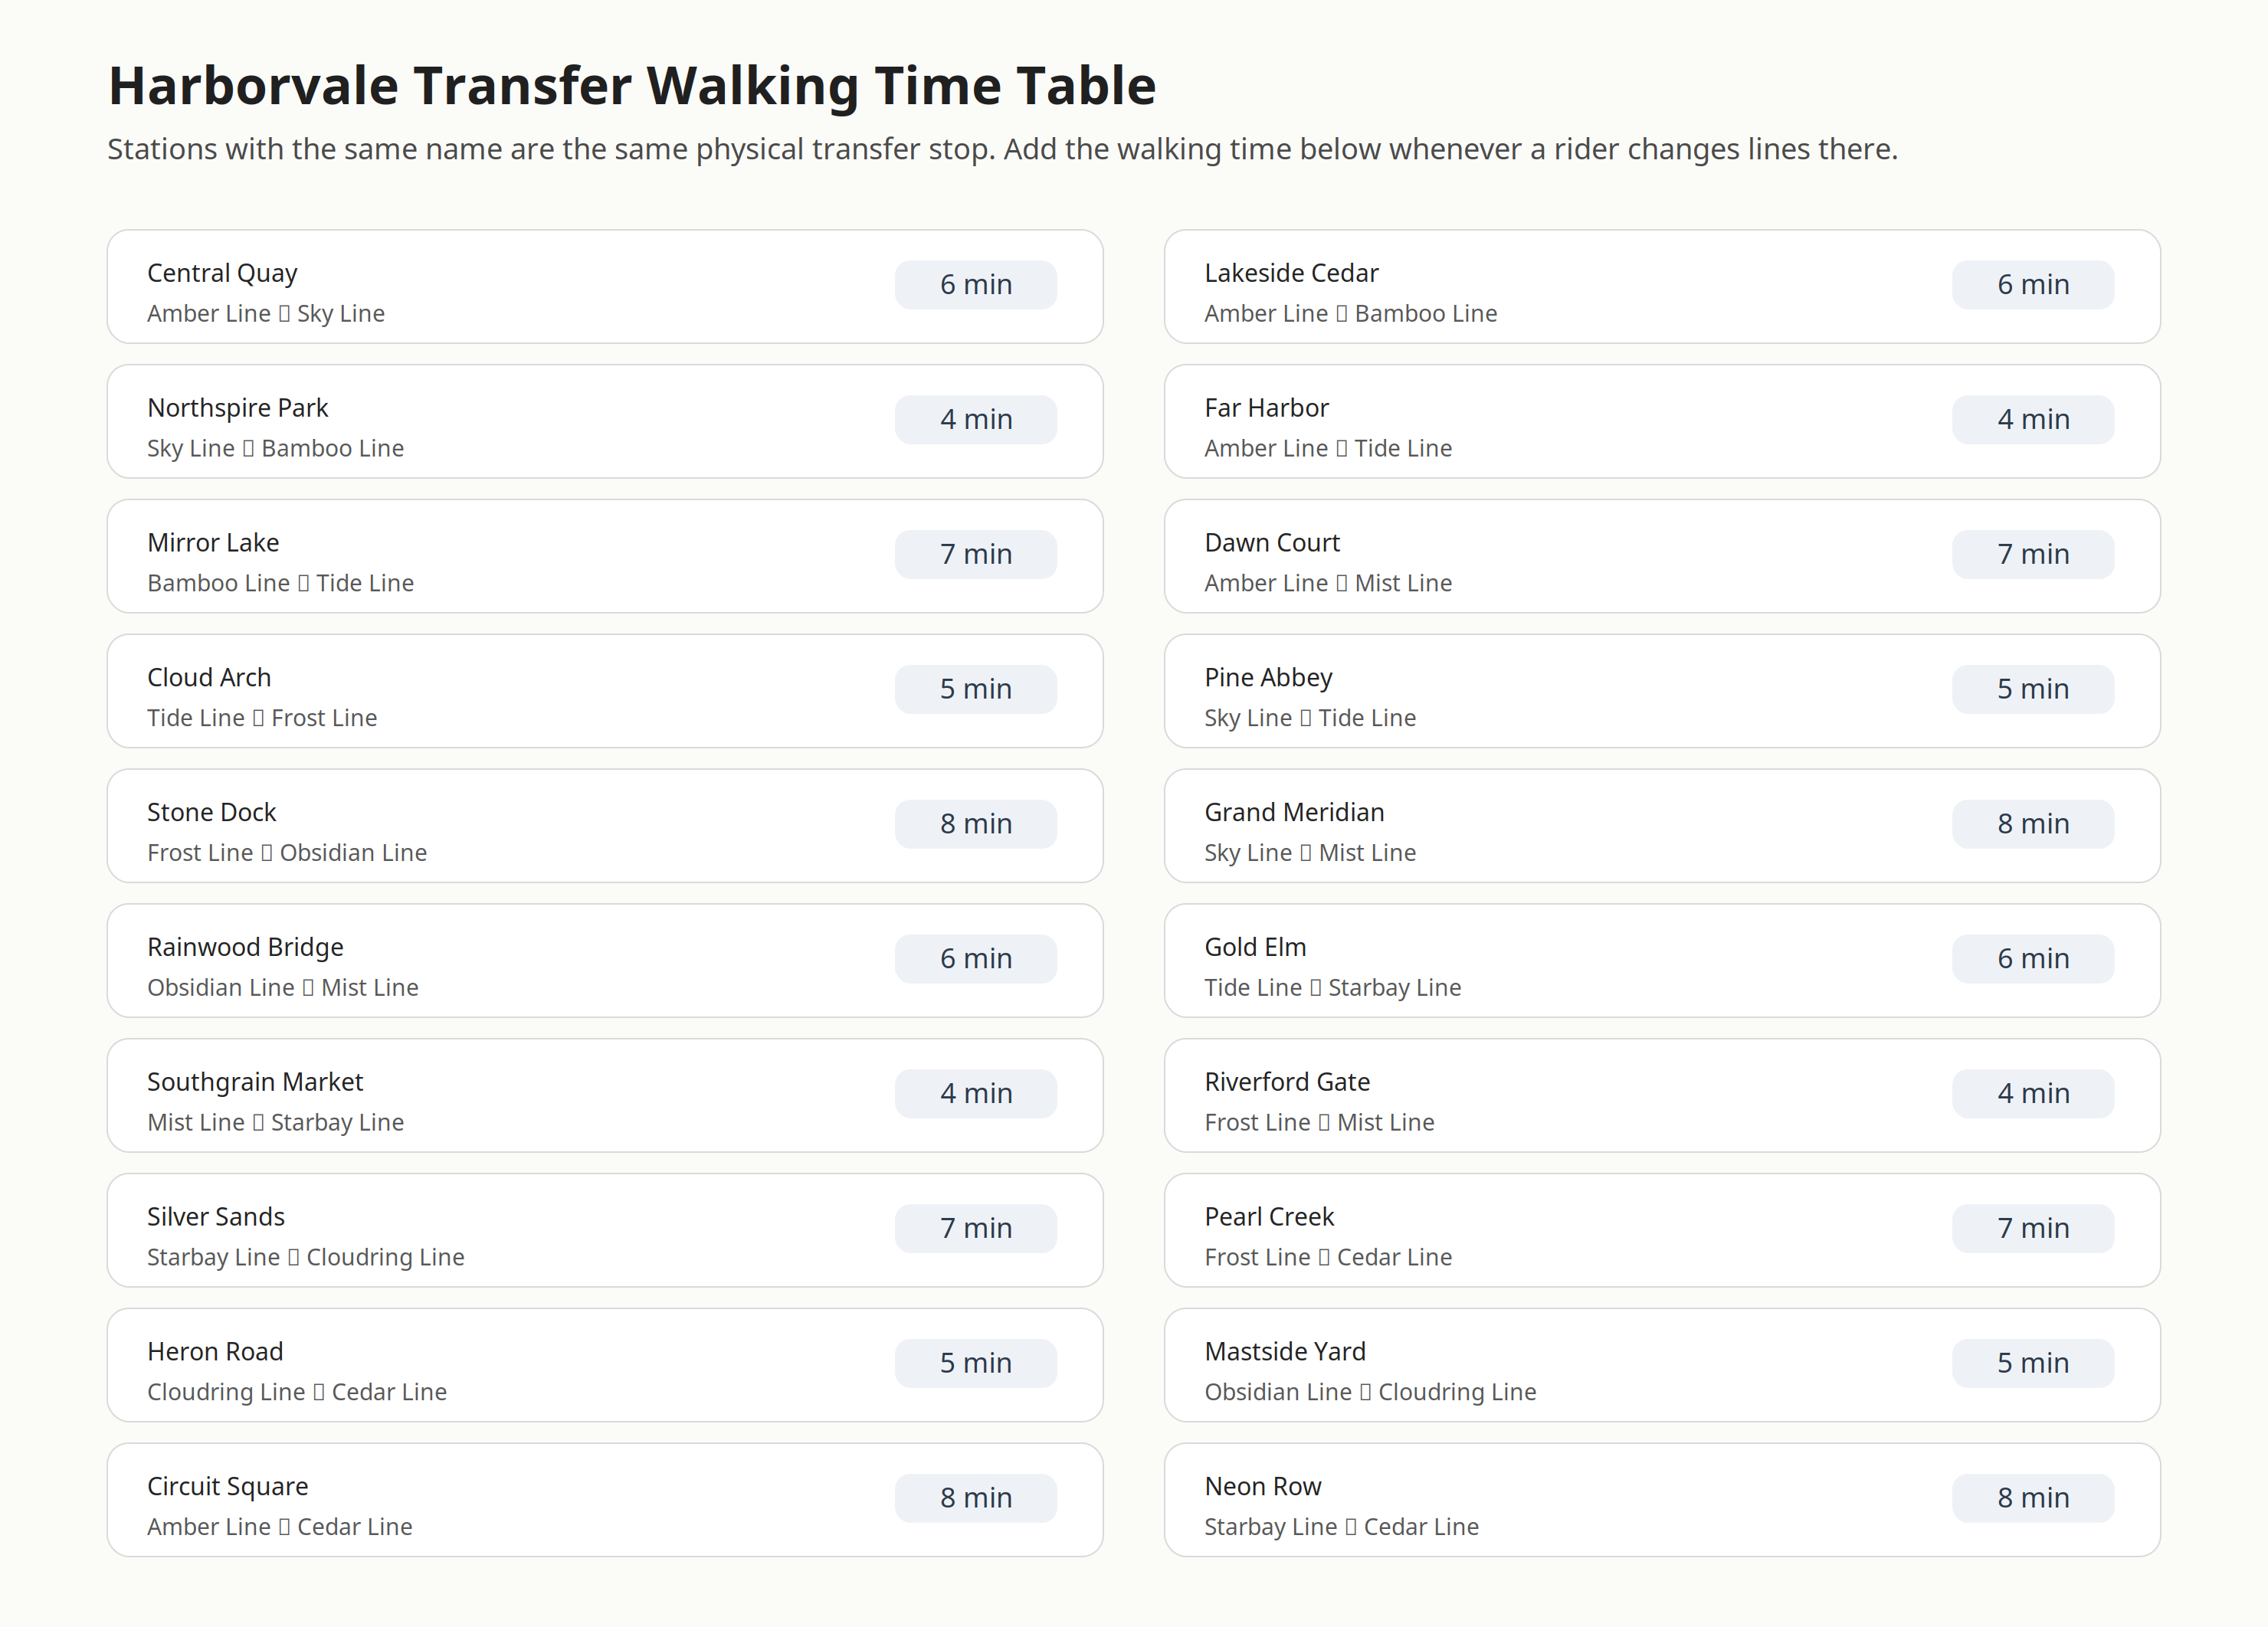 Harborvale Transfer Walking Time Table
Stations with the same name are the same physical transfer stop. Add the walking time below whenever a rider changes lines there.
Central Quay
Amber Line ▯ Sky Line
6 min
Lakeside Cedar
Amber Line ▯ Bamboo Line
6 min
Northspire Park
Sky Line ▯ Bamboo Line
4 min
Far Harbor
Amber Line ▯ Tide Line
4 min
Mirror Lake
Bamboo Line ▯ Tide Line
7 min
Dawn Court
Amber Line ▯ Mist Line
7 min
Cloud Arch
Tide Line ▯ Frost Line
5 min
Pine Abbey
Sky Line ▯ Tide Line
5 min
Stone Dock
Frost Line ▯ Obsidian Line
8 min
Grand Meridian
Sky Line ▯ Mist Line
8 min
Rainwood Bridge
Obsidian Line ▯ Mist Line
6 min
Gold Elm
Tide Line ▯ Starbay Line
6 min
Southgrain Market
Mist Line ▯ Starbay Line
4 min
Riverford Gate
Frost Line ▯ Mist Line
4 min
Silver Sands
Starbay Line ▯ Cloudring Line
7 min
Pearl Creek
Frost Line ▯ Cedar Line
7 min
Heron Road
Cloudring Line ▯ Cedar Line
5 min
Mastside Yard
Obsidian Line ▯ Cloudring Line
5 min
Circuit Square
Amber Line ▯ Cedar Line
8 min
Neon Row
Starbay Line ▯ Cedar Line
8 min